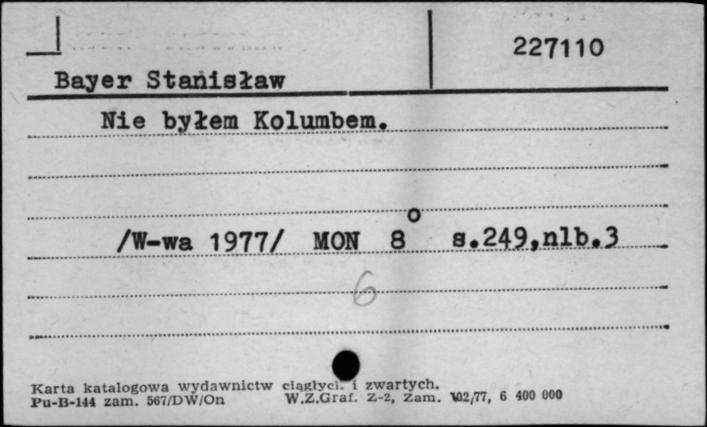 227110
Bayer Stanisław
Nie byłem Kolumbem.
/W-wa 1977/ MON 8° s.249,nlb.3
6
Karta katalogowa wydawnictw ciągłych i zwartych.
Pu-B-144 zam. 567/DW/On W.Z.Graf. Z-2, Zam. 102/77, 6 400 000